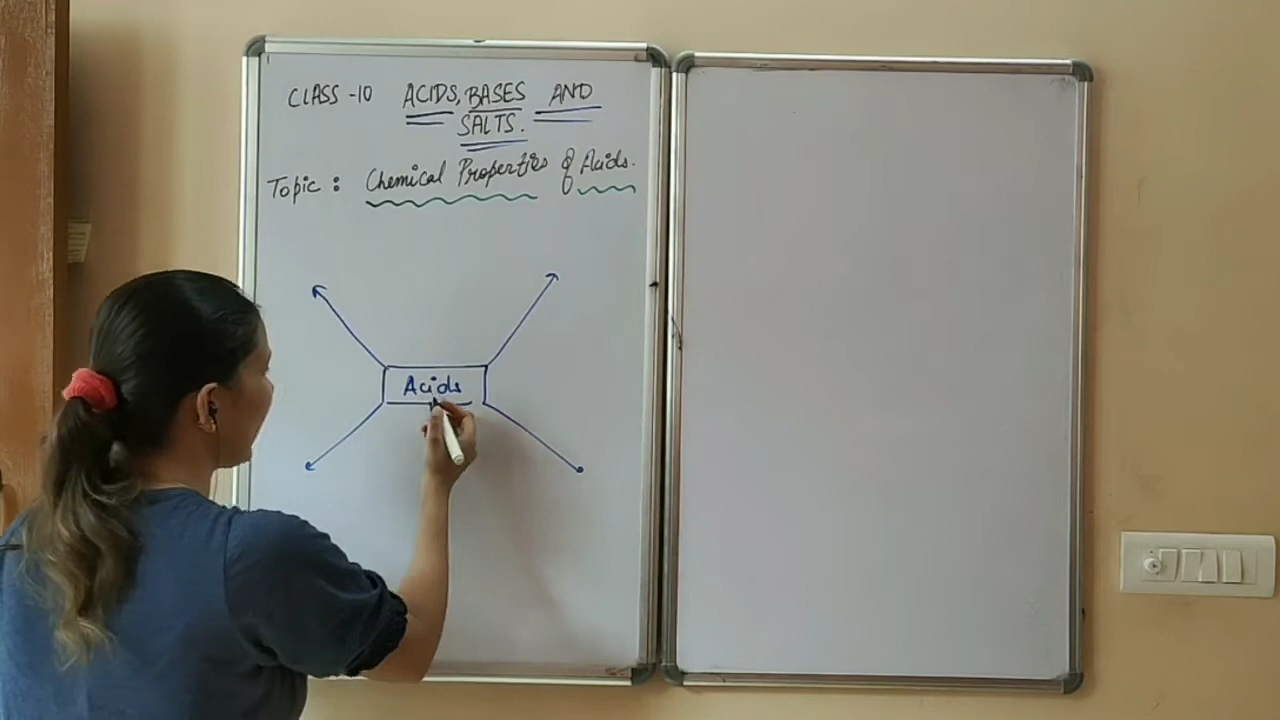 CLASS -10 ACIDS, BASES AND
SALTS.
Topic : Chemical Properties of Acids.
Acids